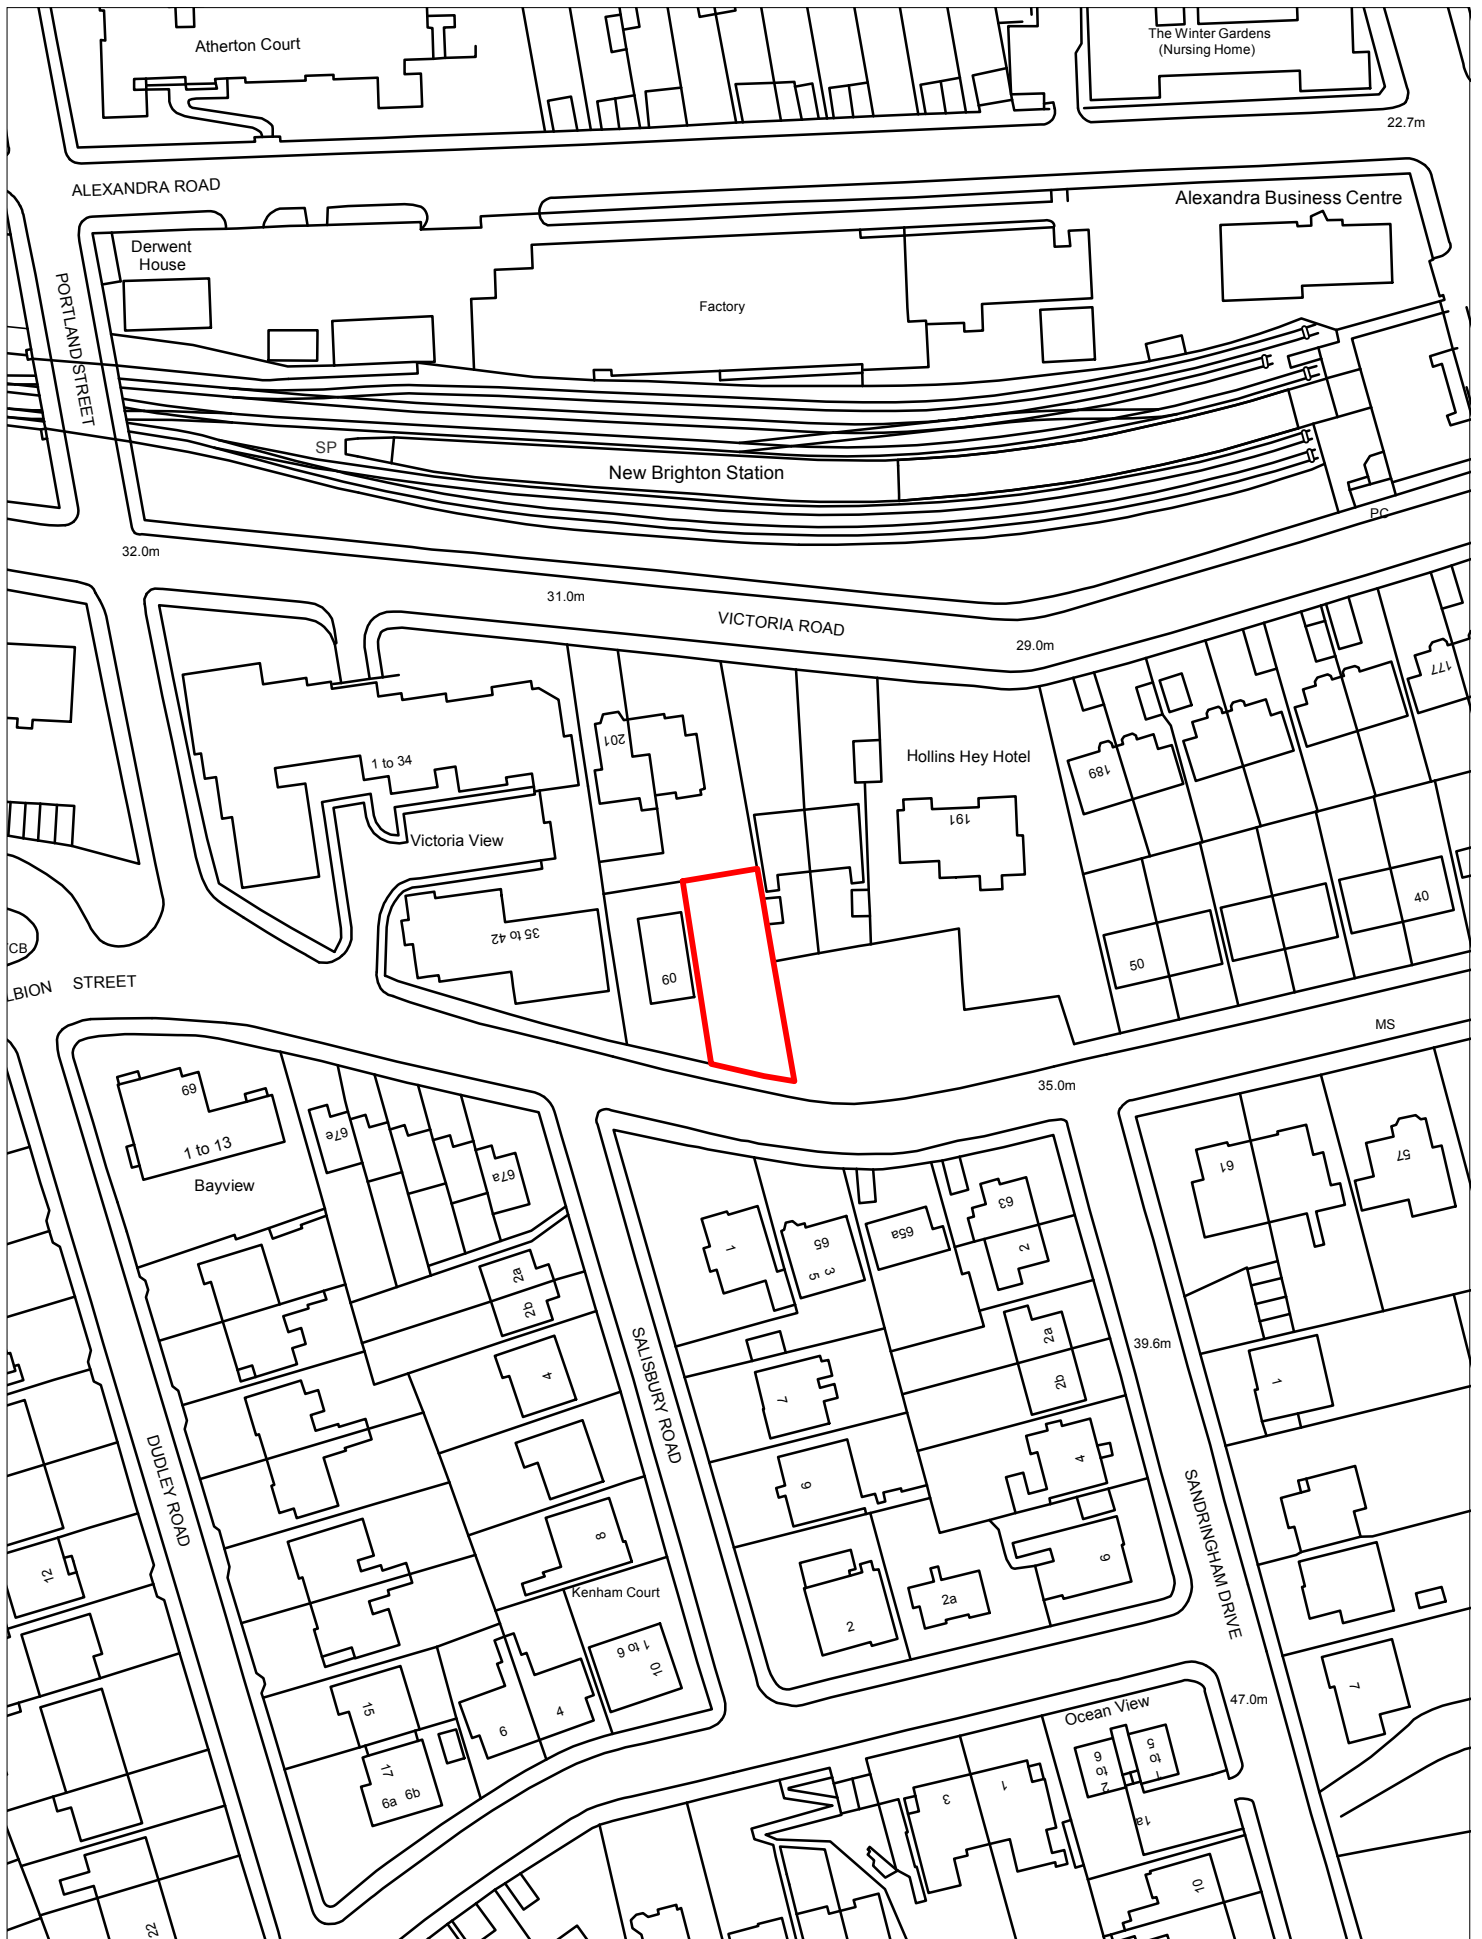 Atherton Court
The Winter Gardens
(Nursing Home)
22.7m
ALEXANDRA ROAD
Alexandra Business Centre
Derwent
House
Factory
PORTLAND STREET
SP
New Brighton Station
PC
32.0m
31.0m
VICTORIA ROAD
29.0m
177
201
1 to 34
Hollins Hey Hotel
189
191
Victoria View
40
35 to 42
CB
60
50
LBION STREET
MS
35.0m
69
1 to 13
Bayview
67e
67a
61
57
63
65a
65
1
2
3
5
2a
2b
SALISBURY ROAD
2a
2b
39.6m
4
7
1
DUDLEY ROAD
9
4
SANDRINGHAM DRIVE
8
6
12
Kenham Court
2a
2
1 to 6
10
15
6
4
7
47.0m
Ocean View
17
6a 6b
2 to 6
1 to 5
3
1
1a
10
22